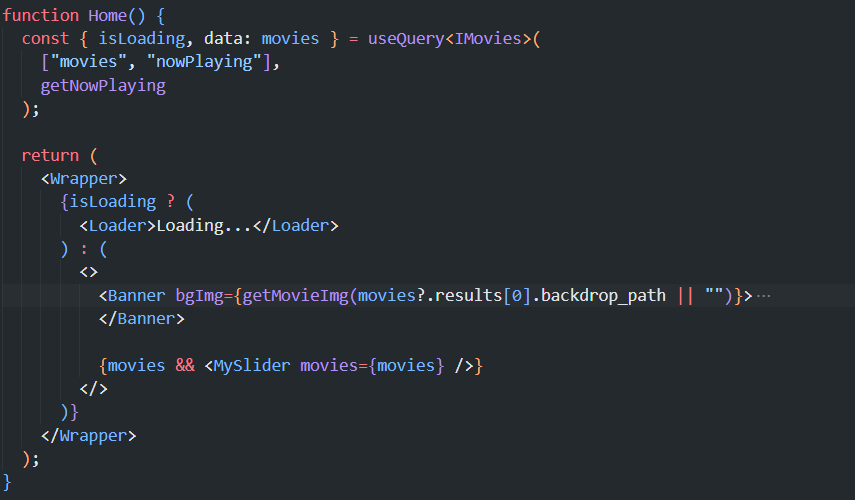 function Home() {
  const { isLoading, data: movies } = useQuery<IMovies>(
    ["movies", "nowPlaying"],
    getNowPlaying
  );

  return (
    <Wrapper>
      {isLoading ? (
        <Loader>Loading...</Loader>
      ) : (
        <>
          <Banner bgImg={getMovieImg(movies?.results[0].backdrop_path || "")}>···
          </Banner>

          {movies && <MySlider movies={movies} />}
        </>
      )}
    </Wrapper>
  );
}